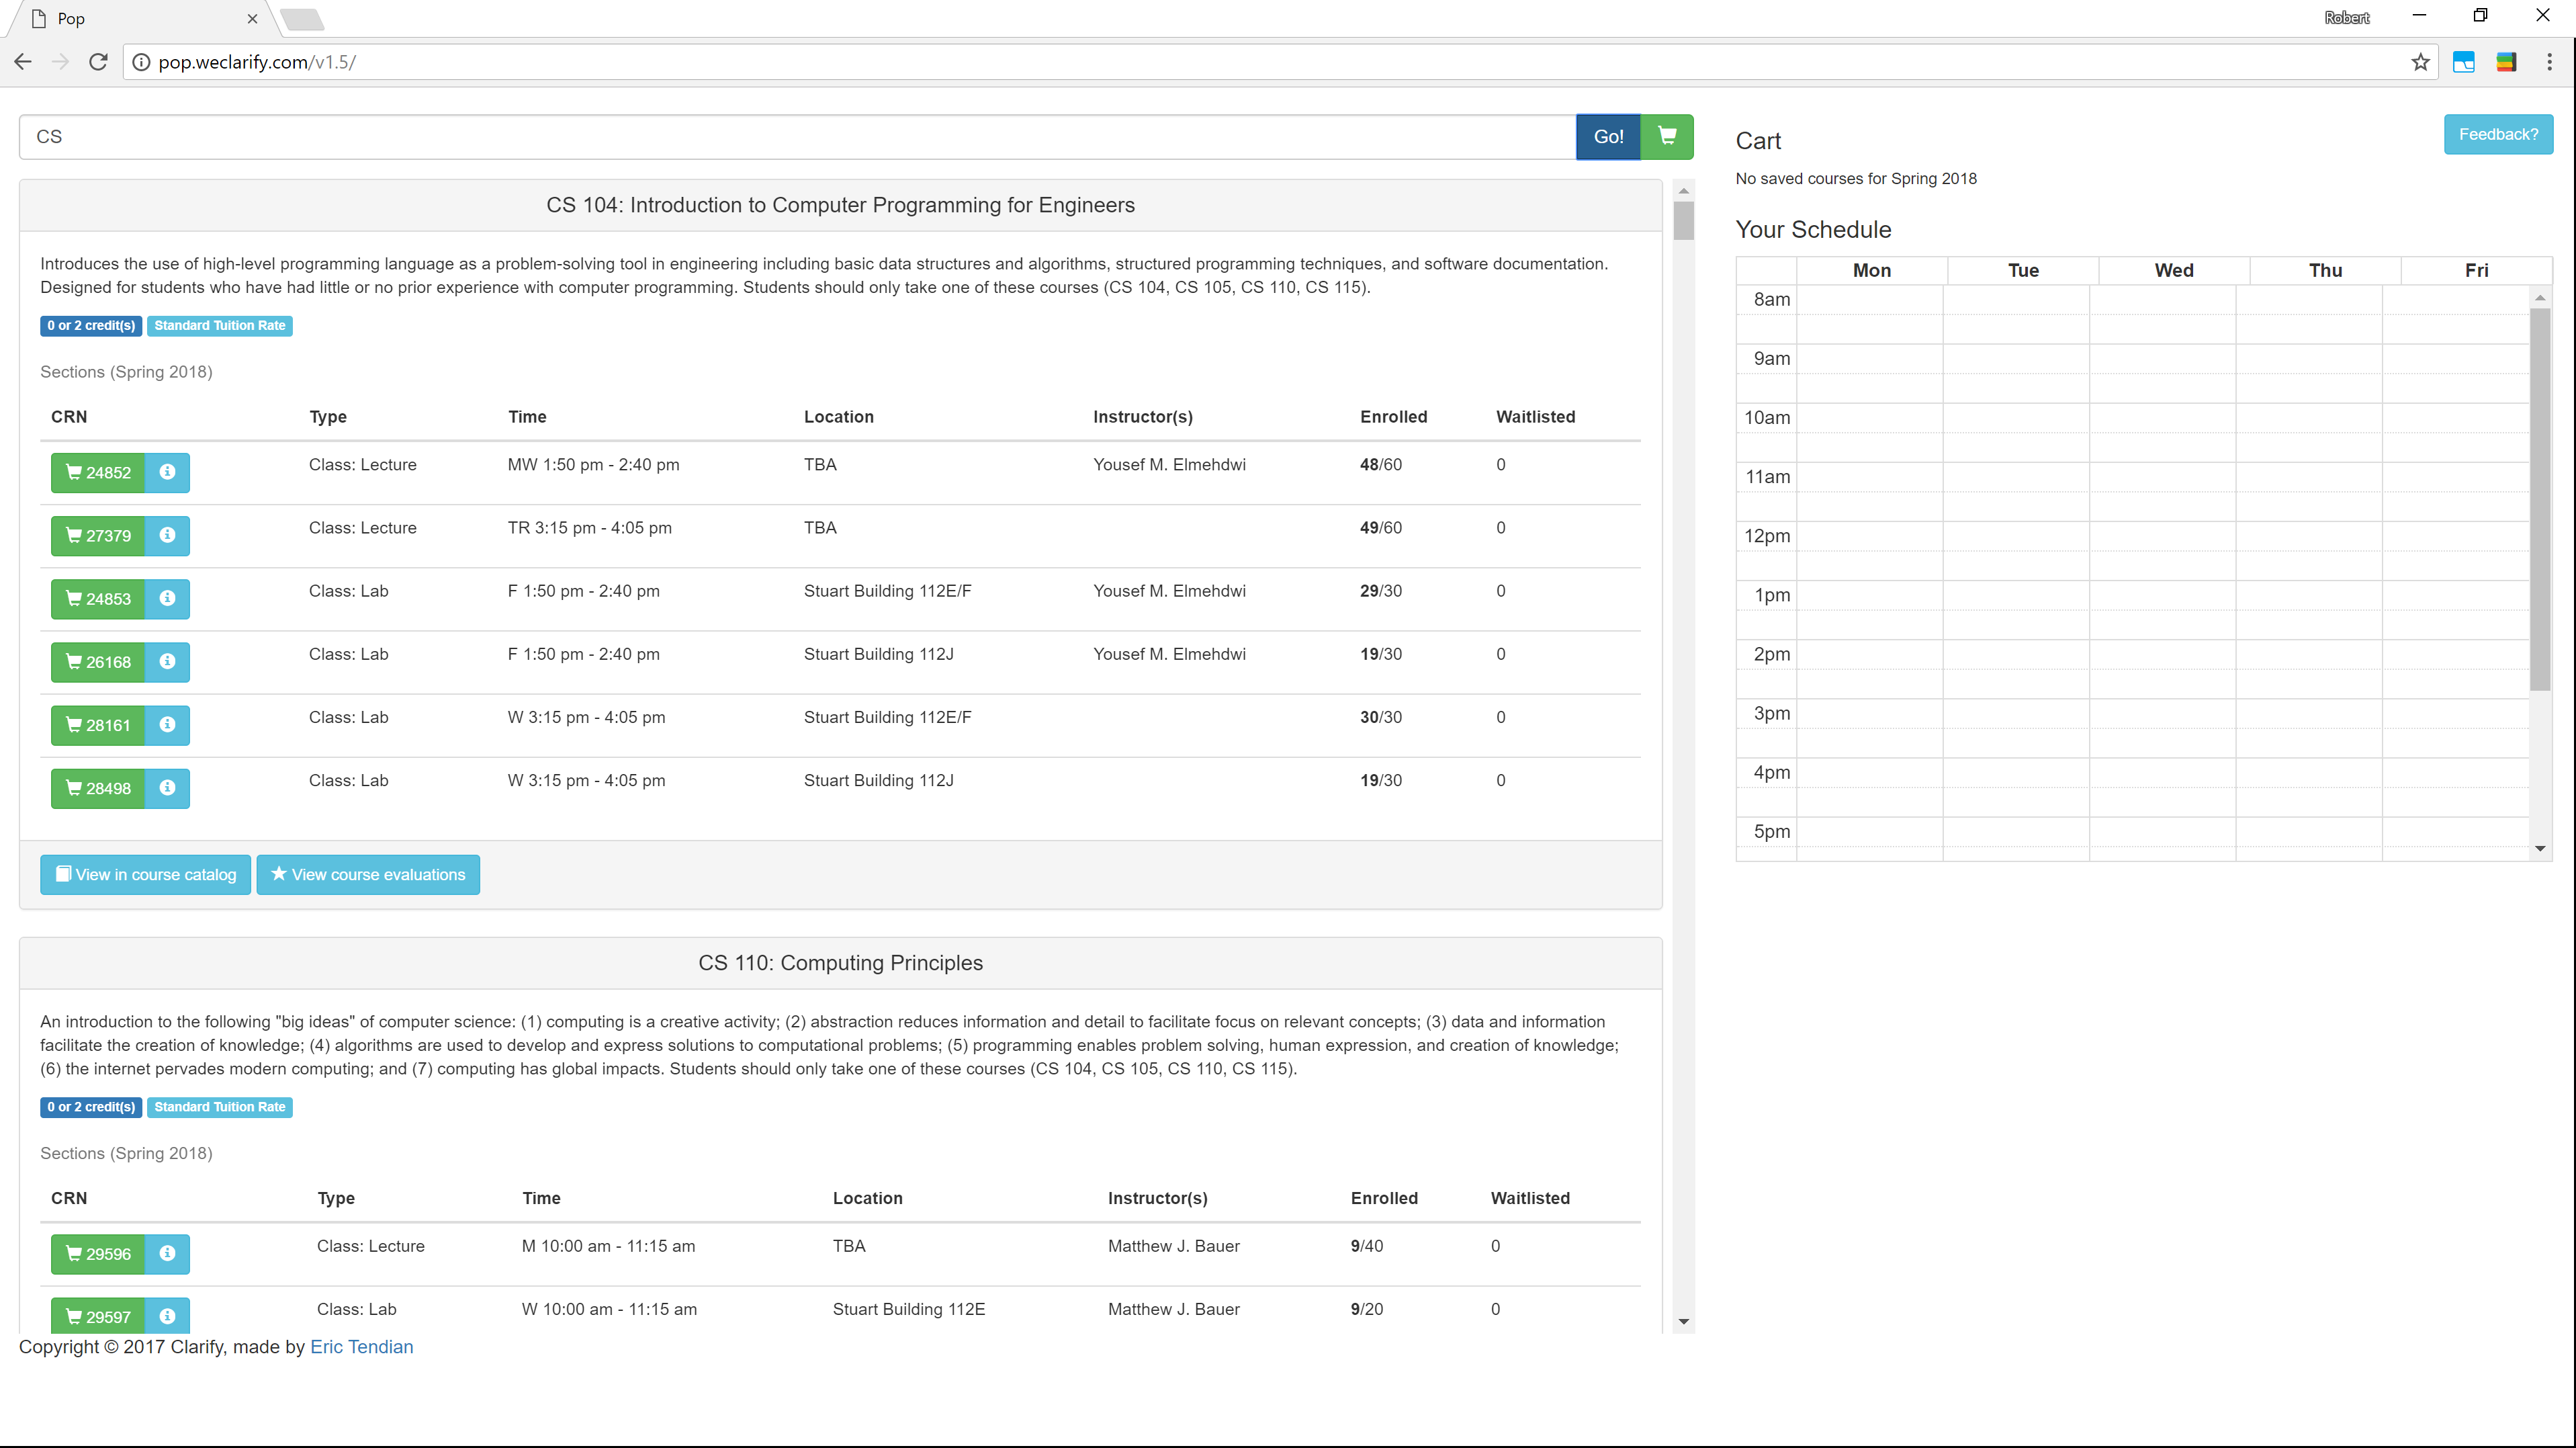 Pop
Robert
pop.weclarify.com/v1.5/
CS
Go!
CS 104: Introduction to Computer Programming for Engineers
Introduces the use of high-level programming language as a problem-solving tool in engineering including basic data structures and algorithms, structured programming techniques, and software documentation.
Designed for students who have had little or no prior experience with computer programming. Students should only take one of these courses (CS 104, CS 105, CS 110, CS 115).
0 or 2 credit(s) Standard Tuition Rate
Sections (Spring 2018)
CRN Type Time Location Instructor(s) Enrolled Waitlisted
24852 Class: Lecture MW 1:50 pm - 2:40 pm TBA Yousef M. Elmehdwi 48/60 0
27379 Class: Lecture TR 3:15 pm - 4:05 pm TBA 49/60 0
24853 Class: Lab F 1:50 pm - 2:40 pm Stuart Building 112E/F Yousef M. Elmehdwi 29/30 0
26168 Class: Lab F 1:50 pm - 2:40 pm Stuart Building 112J Yousef M. Elmehdwi 19/30 0
28161 Class: Lab W 3:15 pm - 4:05 pm Stuart Building 112E/F 30/30 0
28498 Class: Lab W 3:15 pm - 4:05 pm Stuart Building 112J 19/30 0
View in course catalog View course evaluations
CS 110: Computing Principles
An introduction to the following "big ideas" of computer science: (1) computing is a creative activity; (2) abstraction reduces information and detail to facilitate focus on relevant concepts; (3) data and information
facilitate the creation of knowledge; (4) algorithms are used to develop and express solutions to computational problems; (5) programming enables problem solving, human expression, and creation of knowledge;
(6) the internet pervades modern computing; and (7) computing has global impacts. Students should only take one of these courses (CS 104, CS 105, CS 110, CS 115).
0 or 2 credit(s) Standard Tuition Rate
Sections (Spring 2018)
CRN Type Time Location Instructor(s) Enrolled Waitlisted
29596 Class: Lecture M 10:00 am - 11:15 am TBA Matthew J. Bauer 9/40 0
29597 Class: Lab W 10:00 am - 11:15 am Stuart Building 112E Matthew J. Bauer 9/20 0
Copyright © 2017 Clarify, made by Eric Tendian
Cart
Feedback?
No saved courses for Spring 2018
Your Schedule
Mon Tue Wed Thu Fri
8am
9am
10am
11am
12pm
1pm
2pm
3pm
4pm
5pm